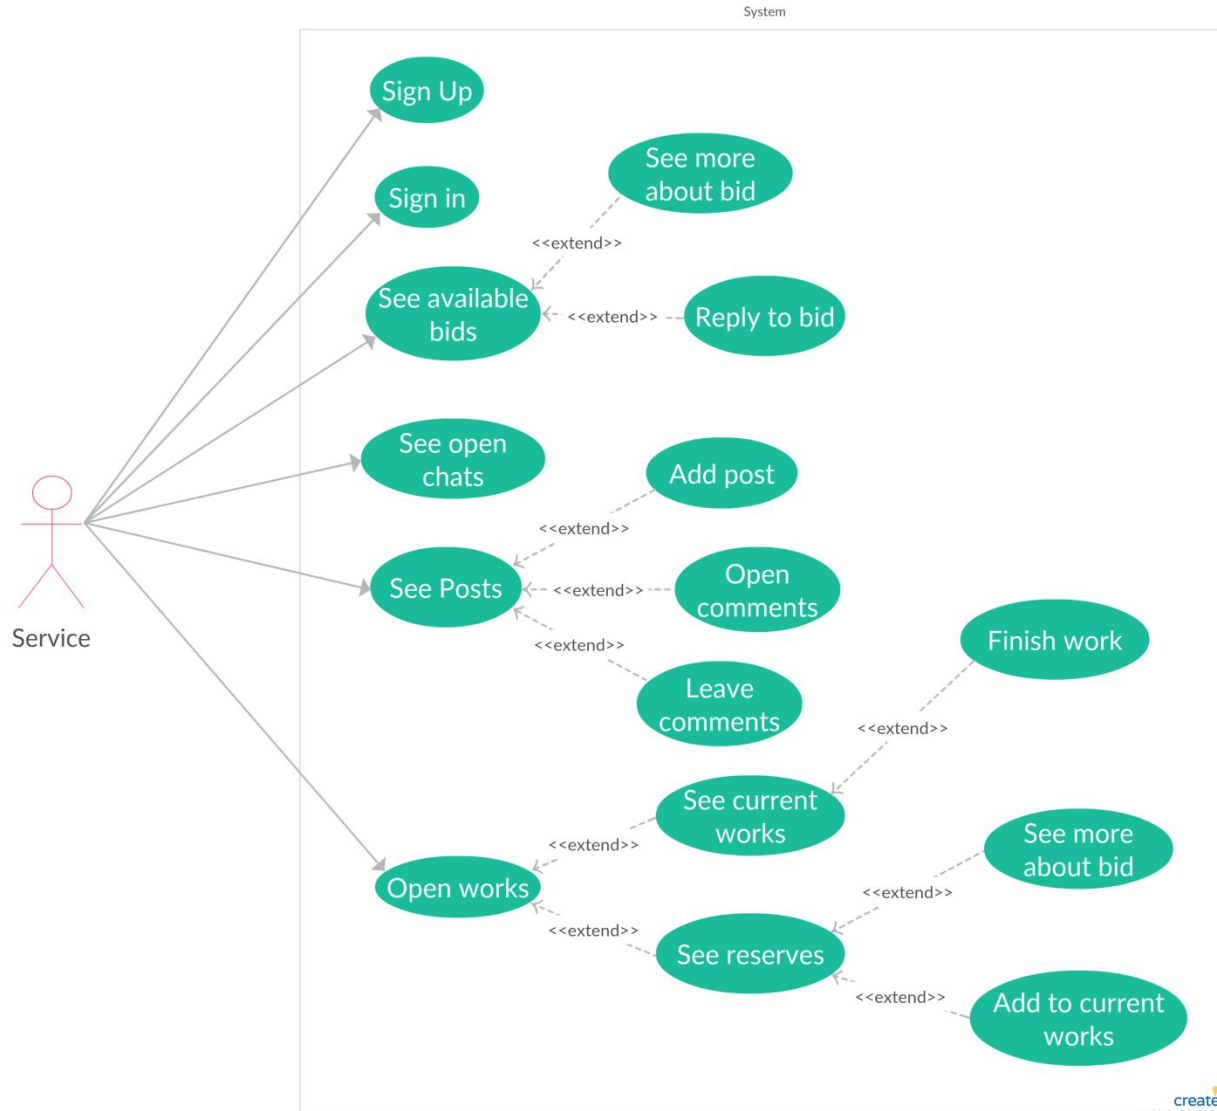 System
Sign Up
Sign in
See more
about bid
<<extend>>
See available
bids
<<extend>>
Reply to bid
See open
chats
Add post
<<extend>>
See Posts
<<extend>>
Open
comments
<<extend>>
Leave
comments
Service
Finish work
<<extend>>
See current
works
<<extend>>
Open works
See more
about bid
<<extend>>
<<extend>>
See reserves
<<extend>>
Add to current
works
create